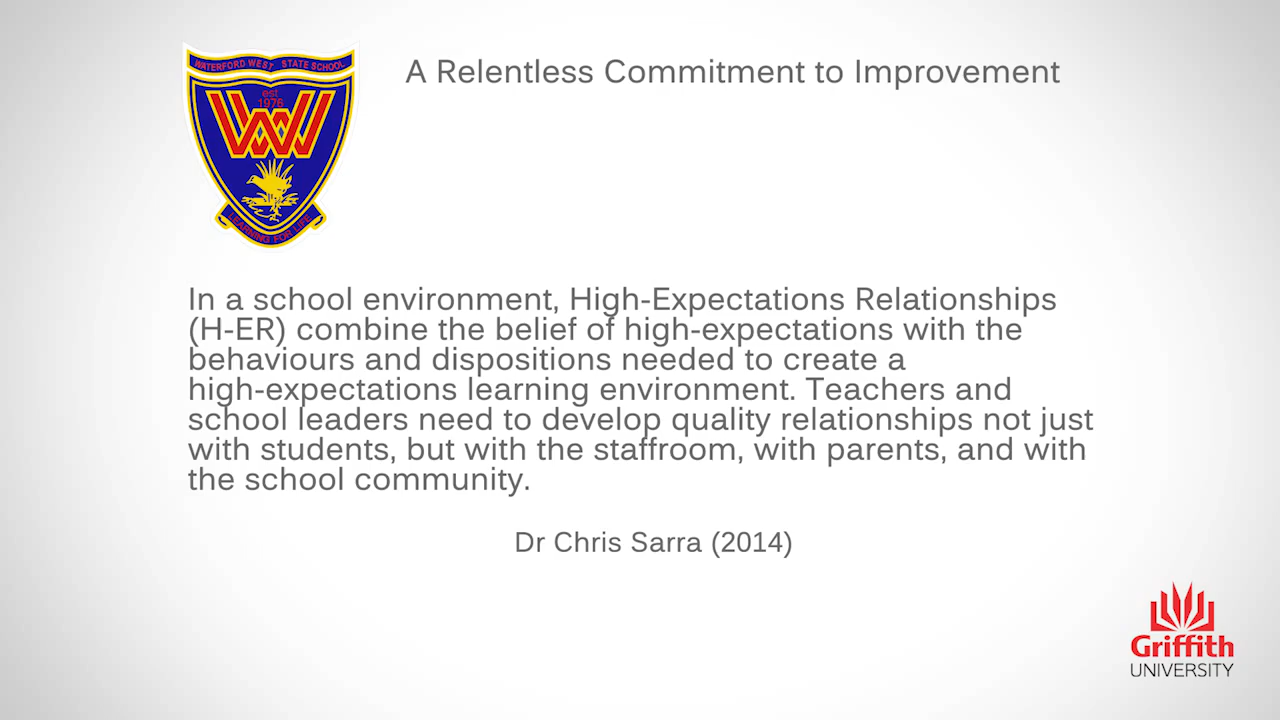 WATERFORD WEST STATE SCHOOL
A Relentless Commitment to Improvement
est
1976
WW
LEARNING FOR LIFE
In a school environment, High-Expectations Relationships
(H-ER) combine the belief of high-expectations with the
behaviours and dispositions needed to create a
high-expectations learning environment. Teachers and
school leaders need to develop quality relationships not just
with students, but with the staffroom, with parents, and with
the school community.
Dr Chris Sarra (2014)
Griffith
UNIVERSITY